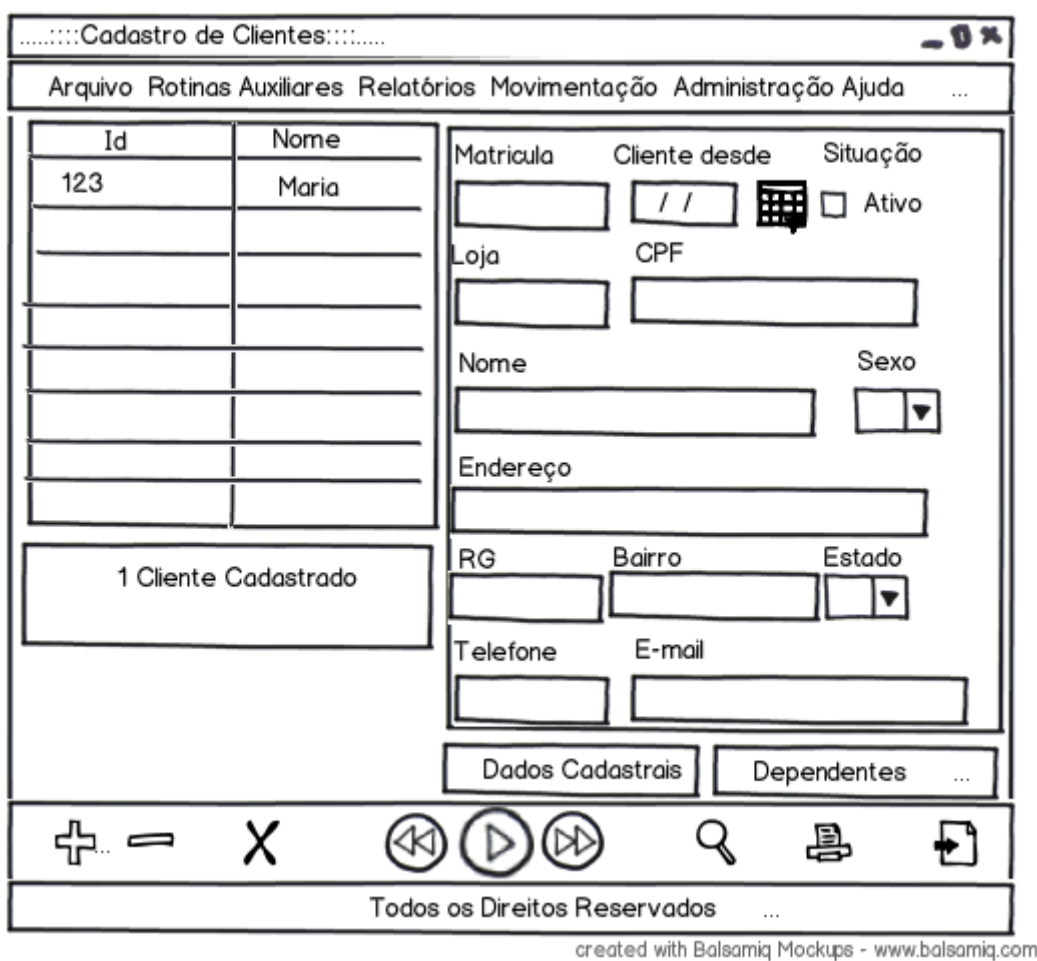 .....::::Cadastro de Clientes::::.....
Arquivo Rotinas Auxiliares Relatórios Movimentação Administração Ajuda ...
Id Nome
123 Maria
1 Cliente Cadastrado
Matricula Cliente desde Situação
/ / Ativo
Loja CPF
Nome Sexo
Endereço
RG Bairro Estado
Telefone E-mail
Dados Cadastrais Dependentes ...
...
Todos os Direitos Reservados ...
created with Balsamiq Mockups - www.balsamiq.com